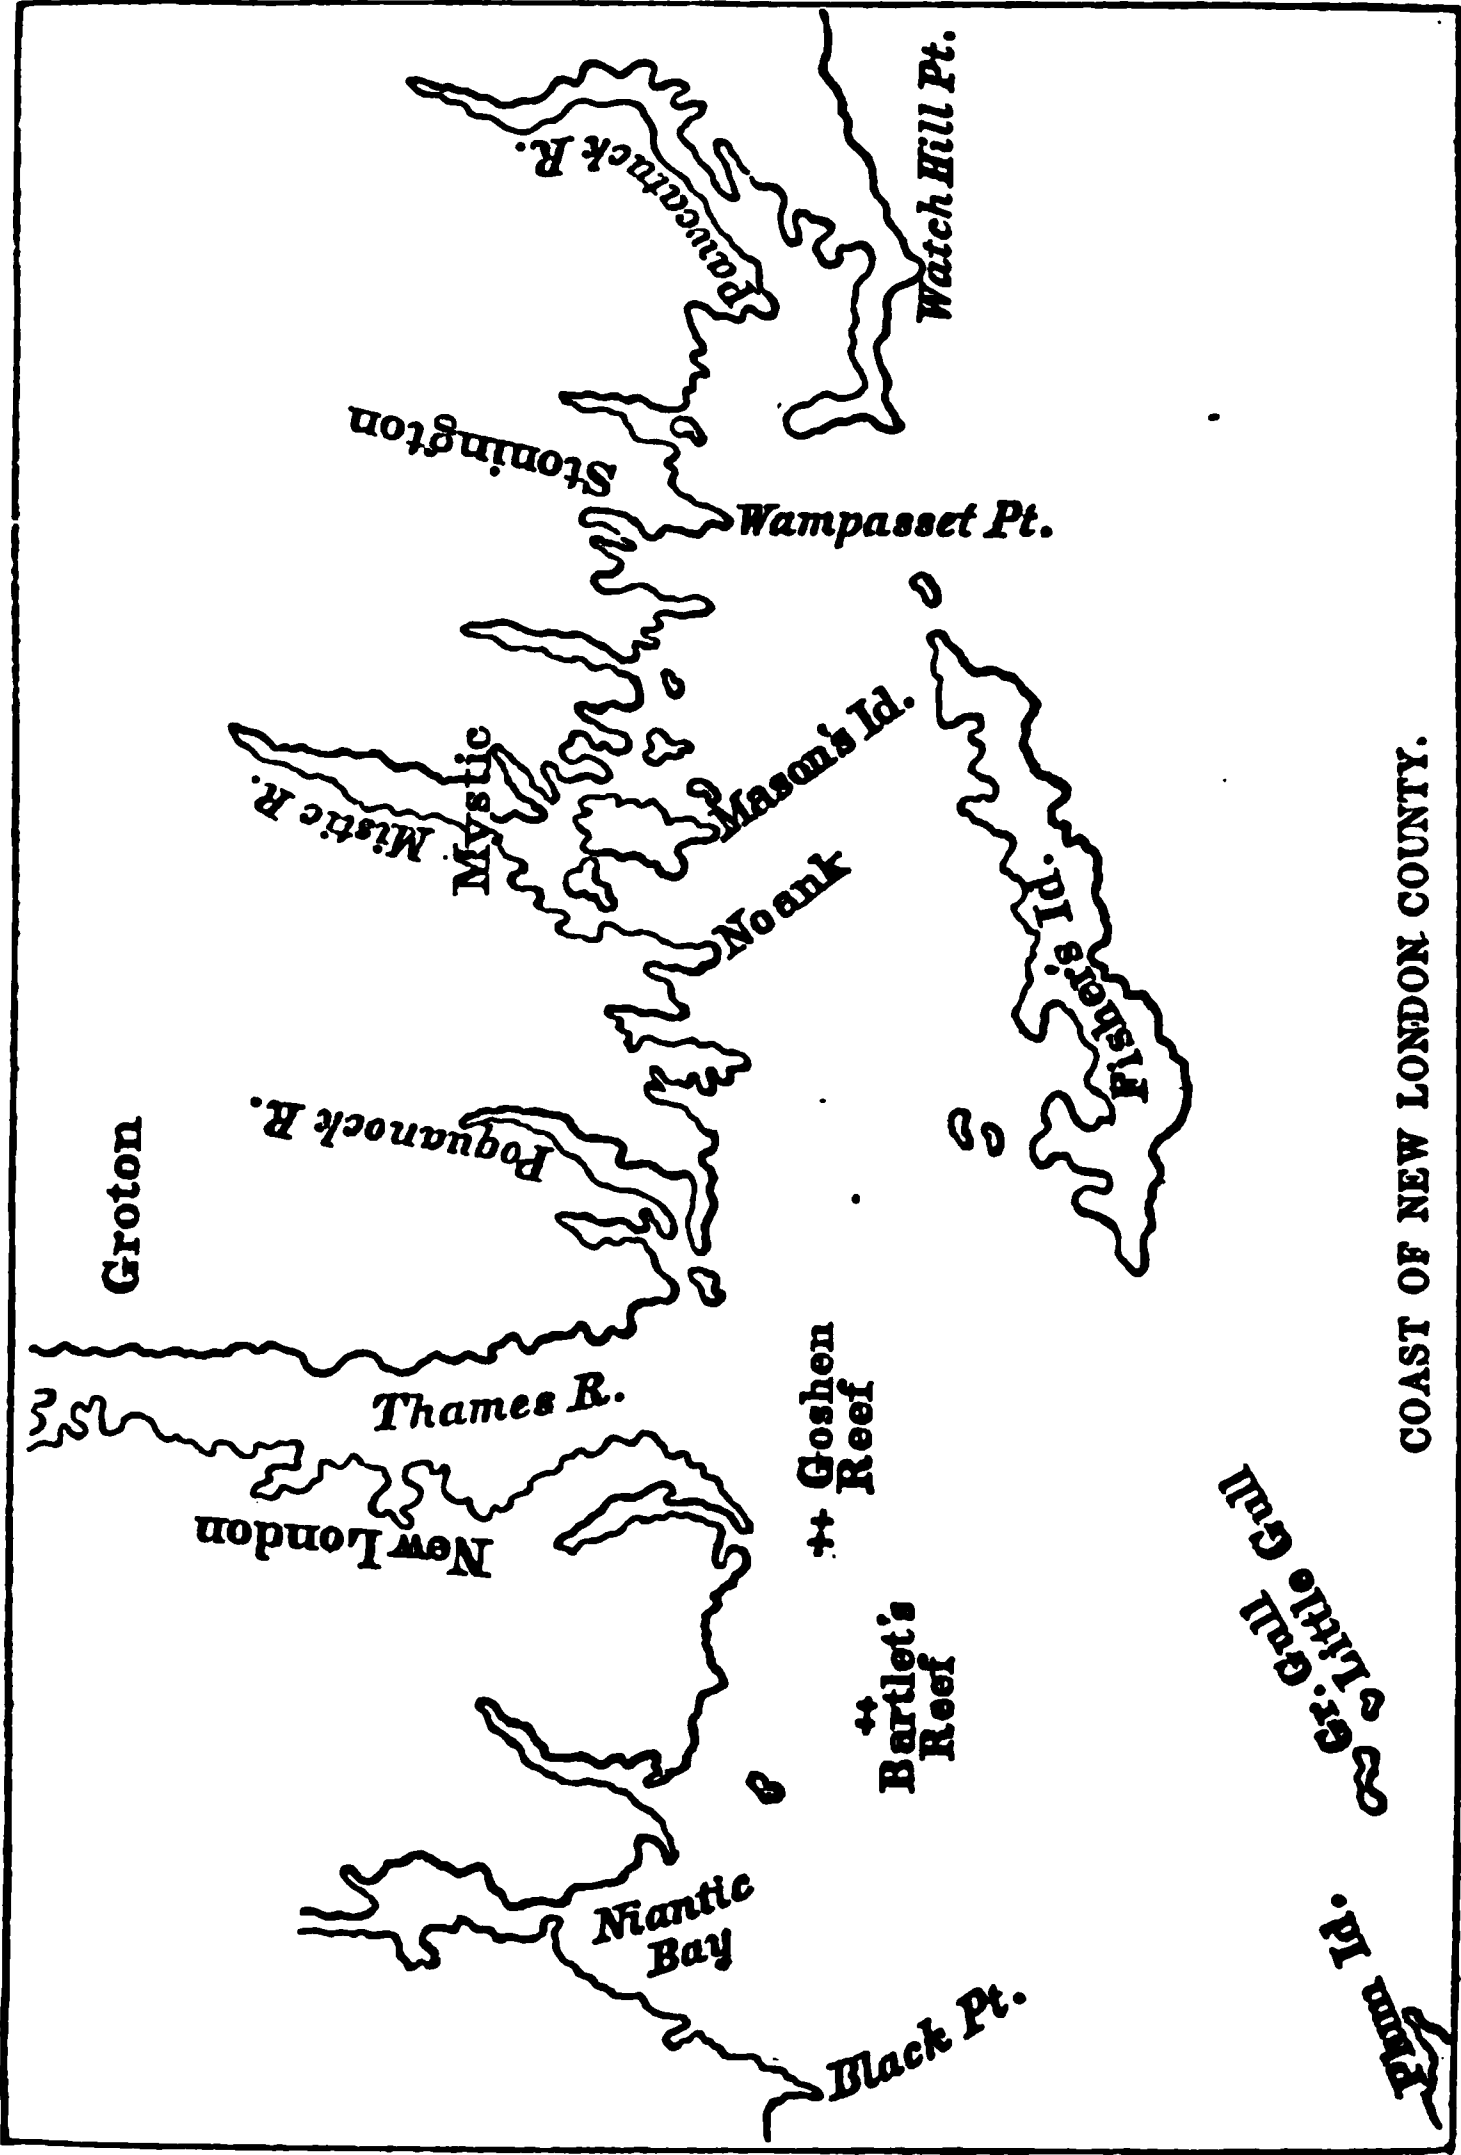 Groton
Thames R.
New London
Poquanock R.
Mistic R.
Mystic
Stonington
Pawcatuck R.
Watch Hill Pt.
Wampasset Pt.
Mason's Id.
Noank
Fisher's Id.
Goshen
Reef
Bartlet's
Reef
Niantic
Bay
Black Pt.
Little Gull
Gr. Gull
Plum Id.
COAST OF NEW LONDON COUNTY.